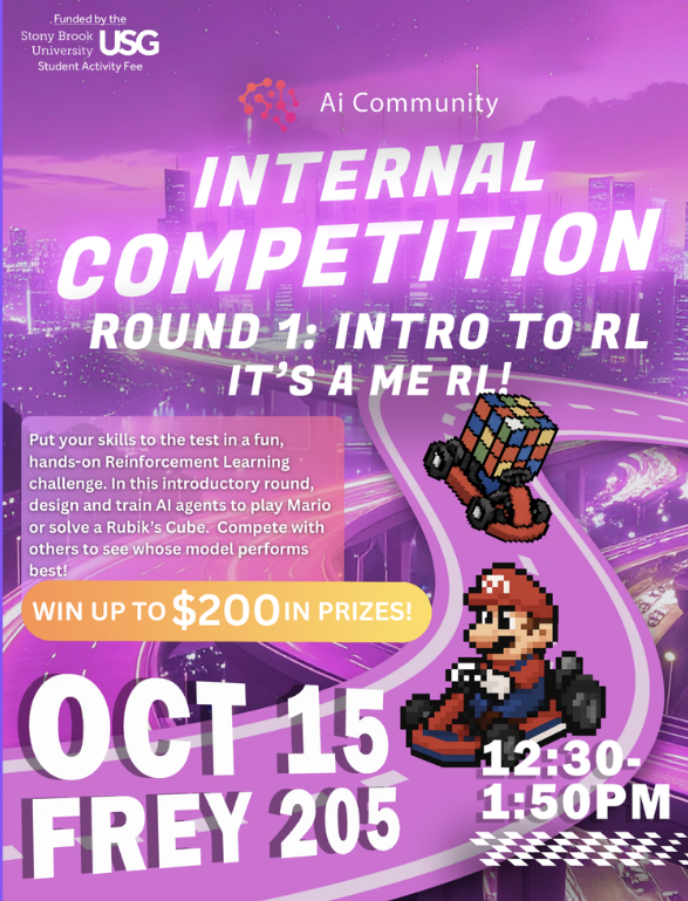 Funded by the
Stony Brook
University USG
Student Activity Fee
Ai Community
INTERNAL
COMPETITION
ROUND 1: INTRO TO RL
IT'S A ME RL!
Put your skills to the test in a fun,
hands-on Reinforcement Learning
challenge. In this introductory round,
design and train AI agents to play Mario
or solve a Rubik's Cube. Compete with
others to see whose model performs
best!
WIN UP TO $200 IN PRIZES!
OCT 15
FREY 205
12:30-
1:50PM
M